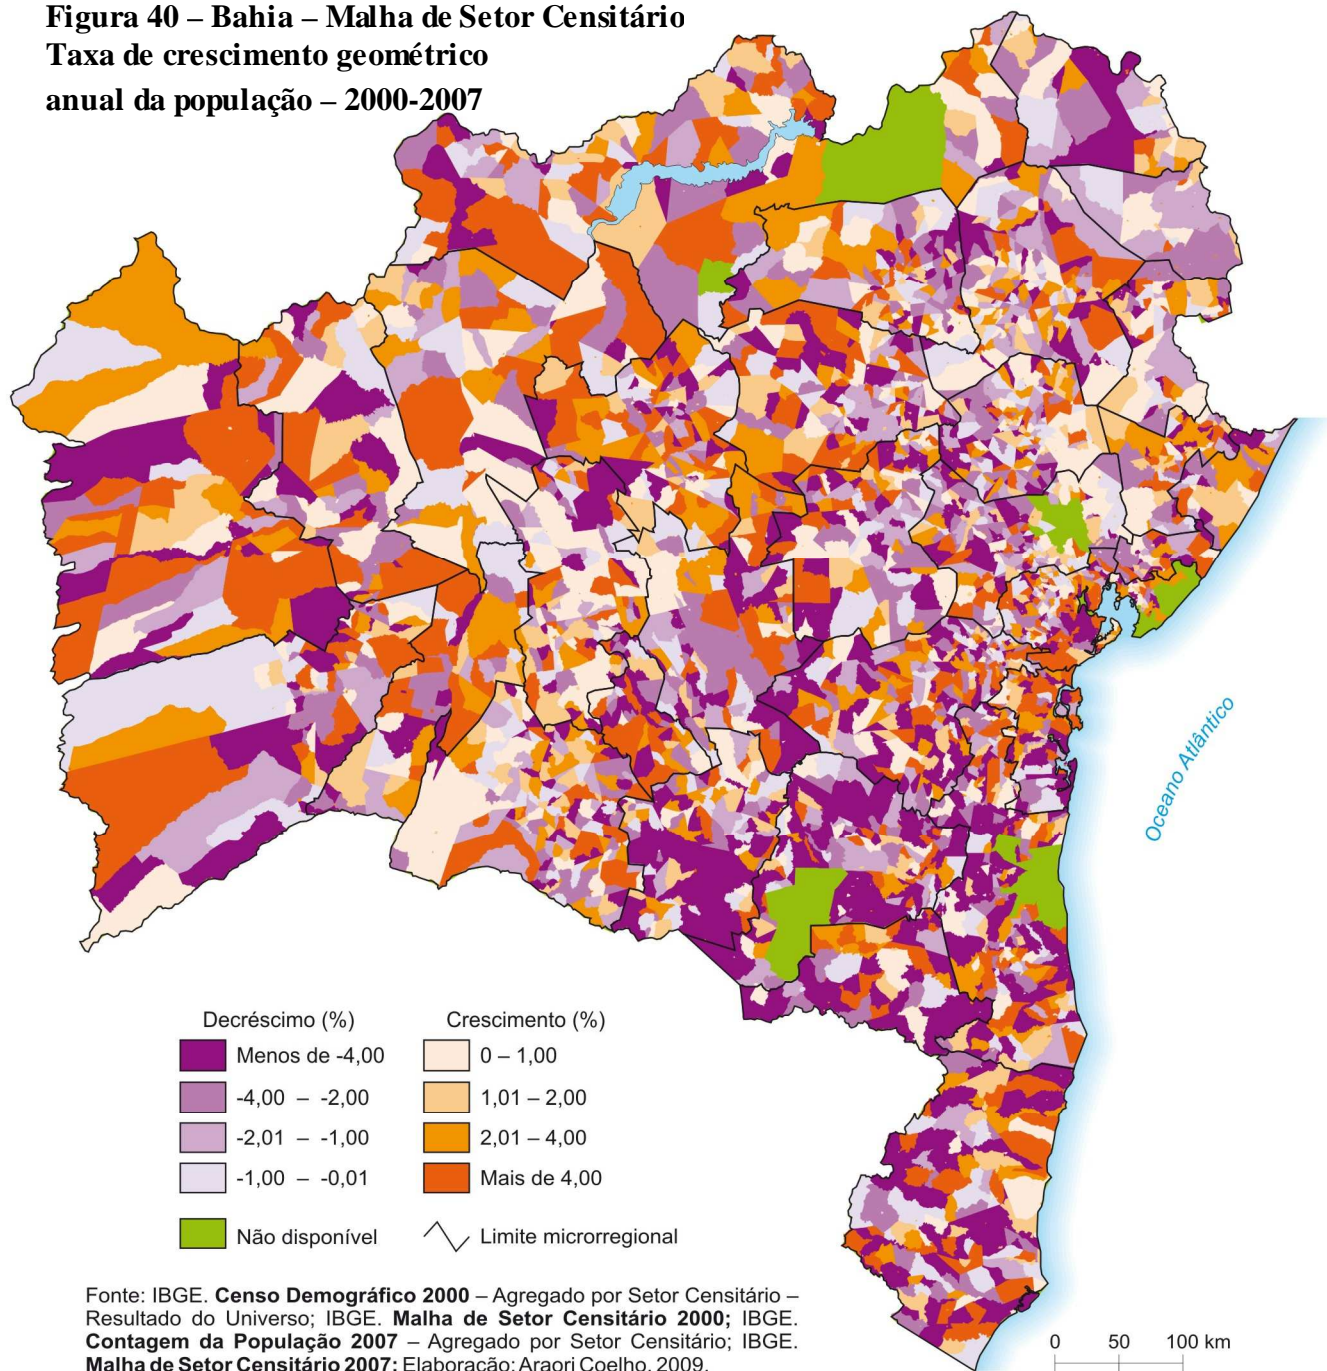 Figura 40 – Bahia – Malha de Setor Censitário
Taxa de crescimento geométrico
anual da população – 2000-2007
Oceano Atlântico
Decréscimo (%)
Menos de -4,00
-4,00 – -2,00
-2,01 – -1,00
-1,00 – -0,01
Não disponível
Crescimento (%)
0 – 1,00
1,01 – 2,00
2,01 – 4,00
Mais de 4,00
Limite microrregional
Fonte: IBGE. Censo Demográfico 2000 – Agregado por Setor Censitário –
Resultado do Universo; IBGE. Malha de Setor Censitário 2000; IBGE.
Contagem da População 2007 – Agregado por Setor Censitário; IBGE.
Malha de Setor Censitário 2007; Elaboração: Araori Coelho, 2009.
0 50 100 km